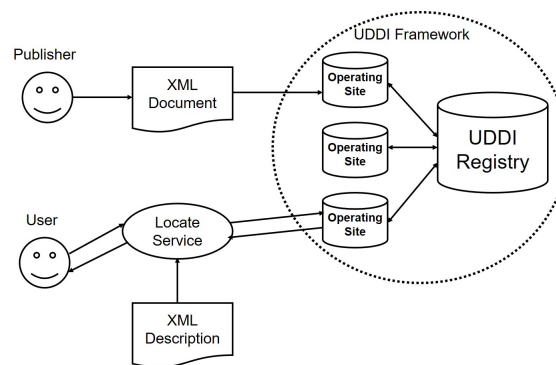 UDDI Framework
Publisher
XML
Document
Operating
Site
Operating
Site
UDDI
Registry
User
Locate
Service
Operating
Site
XML
Description